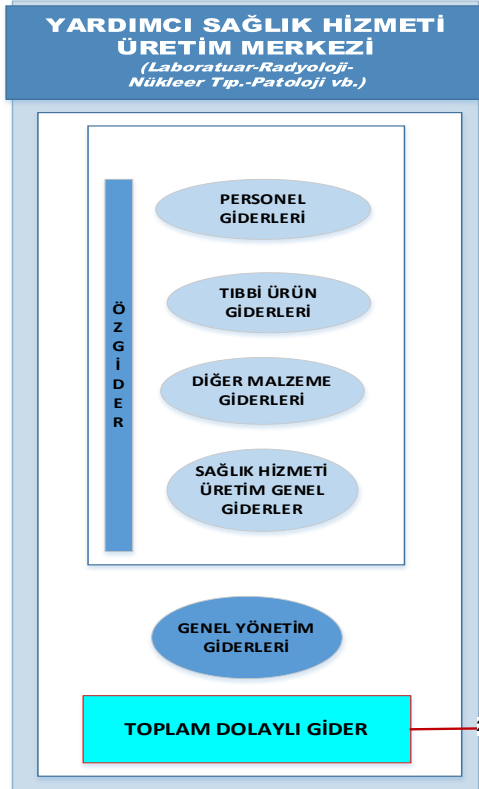 YARDIMCI SAĞLIK HİZMETİ
ÜRETİM MERKEZİ
(Laboratuar-Radyoloji-
Nükleer Tıp.-Patoloji vb.)
ÖZGİDER
PERSONEL
GİDERLERİ
TIBBİ ÜRÜN
GİDERLERİ
DİĞER MALZEME
GİDERLERİ
SAĞLIK HİZMETİ
ÜRETİM GENEL
GİDERLER
GENEL YÖNETİM
GİDERLERİ
TOPLAM DOLAYLI GİDER